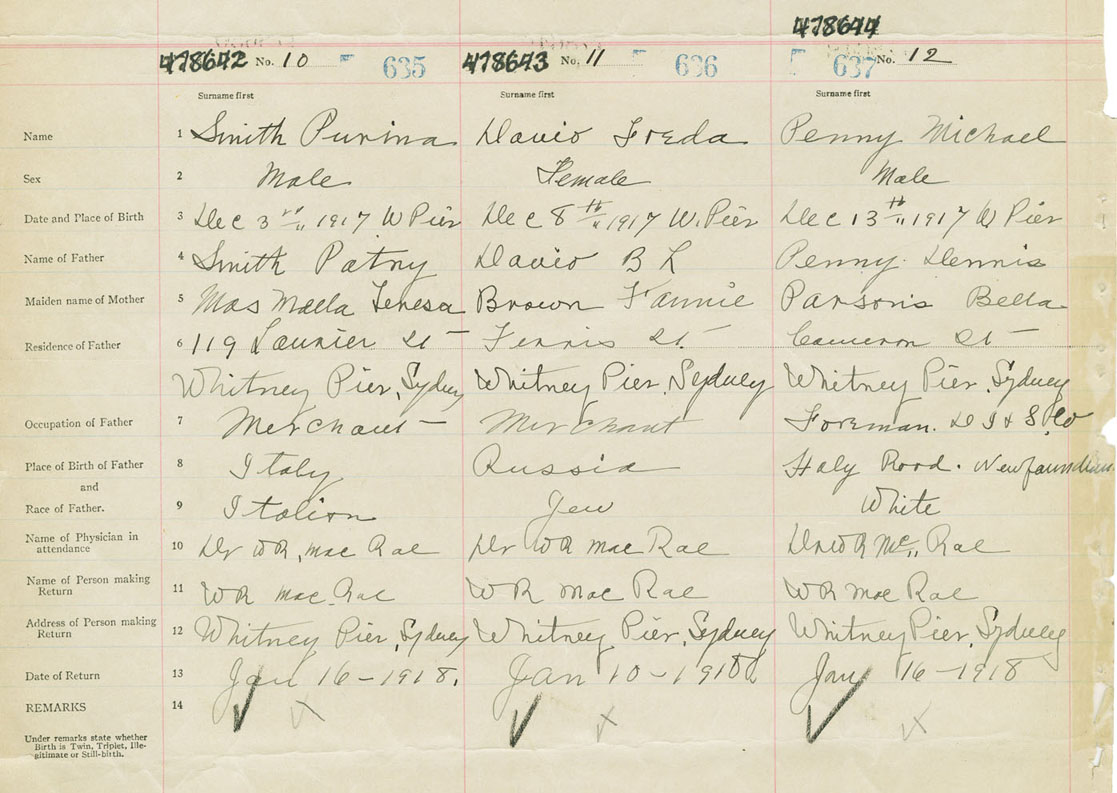 478644
478642 No. 10 635 478643 No. 11 636 637 No. 12
Surname first Surname first Surname first
Name 1 Smith Purina Davio Freda Penny Michael
Sex 2 Male Female Male
Date and Place of Birth 3 Dec 3rd 1917 W Pier Dec 8th 1917 W. Pier Dec 13th 1917 W Pier
Name of Father 4 Smith Patny Davio B L Penny Dennis
Maiden name of Mother 5 Mas Mella Teresa Brown Fannie Parsons Bella
Residence of Father 6 119 Laurier St Ferris St Cameron St
Whitney Pier, Sydney Whitney Pier, Sydney Whitney Pier, Sydney
Occupation of Father 7 Merchant Merchant Foreman. D I & S Co
Place of Birth of Father 8 Italy Russia Holy Rood. Newfoundland
and
Race of Father. 9 Italion Jew White
Name of Physician in 10 Dr W R, Mac Rae Dr W R Mac Rae Dr W R Mc Rae
attendance
Name of Person making 11 W R Mac Rae W R Mac Rae W R Mac Rae
Return
Address of Person making 12 Whitney Pier, Sydney Whitney Pier, Sydney Whitney Pier, Sydney
Return
Date of Return 13 Jan 16-1918. Jan 10-1918 Jan 16-1918
REMARKS 14
Under remarks state whether
Birth is Twin, Triplet, Ille-
gitimate or Still-birth.